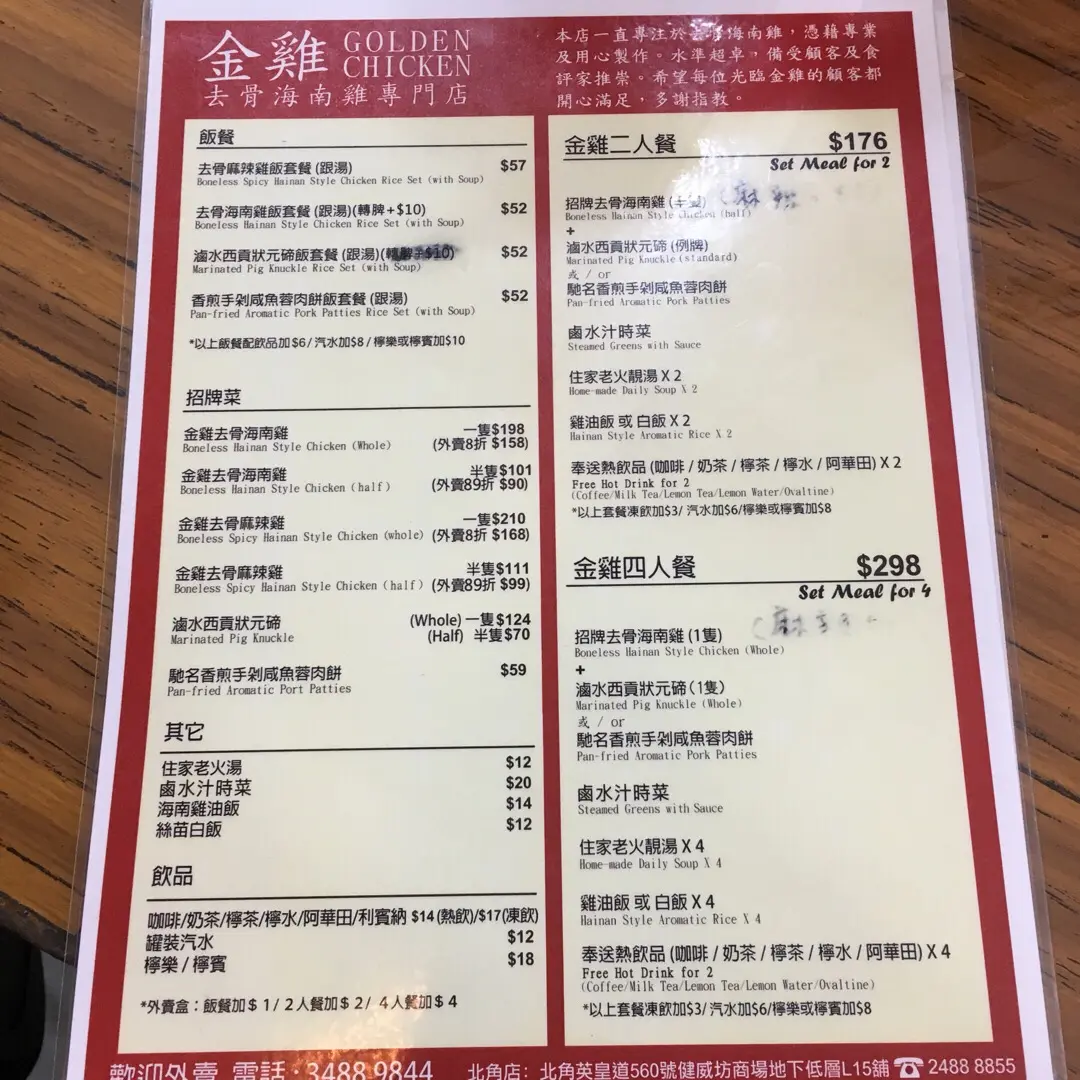 金雞 GOLDEN CHICKEN
去骨海南雞專門店
本店一直專注於去骨海南雞，憑藉專業
及用心製作。水準超卓，備受顧客及食
評家推崇。希望每位光臨金雞的顧客都
開心滿足，多謝指教。
飯餐
去骨麻辣雞飯套餐 (跟湯) $57
Boneless Spicy Hainan Style Chicken Rice Set (with Soup)
去骨海南雞飯套餐 (跟湯)(轉脾+$10) $52
Boneless Hainan Style Chicken Rice Set (with Soup)
滷水西貢狀元碲飯套餐 (跟湯) $52
Marinated Pig Knuckle Rice Set (with Soup)
香煎手剁咸魚蓉肉餅飯套餐 (跟湯) $52
Pan-fried Aromatic Pork Patties Rice Set (with Soup)
*以上飯餐配飲品加$6/ 汽水加$8 / 檸樂或檸賓加$10
招牌菜
金雞去骨海南雞 一隻$198
Boneless Hainan Style Chicken (Whole) (外賣8折 $158)
金雞去骨海南雞 半隻$101
Boneless Hainan Style Chicken (half) (外賣89折 $90)
金雞去骨麻辣雞 一隻$210
Boneless Spicy Hainan Style Chicken (whole) (外賣8折 $168)
金雞去骨麻辣雞 半隻$111
Boneless Spicy Hainan Style Chicken (half) (外賣89折 $99)
滷水西貢狀元碲 (Whole) 一隻$124
Marinated Pig Knuckle (Half) 半隻$70
馳名香煎手剁咸魚蓉肉餅 $59
Pan-fried Aromatic Port Patties
其它
住家老火湯 $12
鹵水汁時菜 $20
海南雞油飯 $14
絲苗白飯 $12
飲品
咖啡/奶茶/檸茶/檸水/阿華田/利賓納 $14 (熱飲)/$17(凍飲)
罐裝汽水 $12
檸樂 / 檸賓 $18
*外賣盒：飯餐加$ 1/ 2人餐加$ 2/ 4人餐加$ 4
金雞二人餐 $176
Set Meal for 2
招牌去骨海南雞 (半隻)
Boneless Hainan Style Chicken (half)
+
滷水西貢狀元碲 (例牌)
Marinated Pig Knuckle (standard)
或 / or
馳名香煎手剁咸魚蓉肉餅
Pan-fried Aromatic Pork Patties
鹵水汁時菜
Steamed Greens with Sauce
住家老火靚湯 X 2
Home-made Daily Soup X 2
雞油飯 或 白飯 X 2
Hainan Style Aromatic Rice X 2
奉送熱飲品 (咖啡 / 奶茶 / 檸茶 / 檸水 / 阿華田) X 2
Free Hot Drink for 2
(Coffee/Milk Tea/Lemon Tea/Lemon Water/Ovaltine)
*以上套餐凍飲加$3/ 汽水加$6/檸樂或檸賓加$8
金雞四人餐 $298
Set Meal for 4
招牌去骨海南雞 (1隻)
Boneless Hainan Style Chicken (Whole)
+
滷水西貢狀元碲 (1隻)
Marinated Pig Knuckle (Whole)
或 / or
馳名香煎手剁咸魚蓉肉餅
Pan-fried Aromatic Pork Patties
鹵水汁時菜
Steamed Greens with Sauce
住家老火靚湯 X 4
Home-made Daily Soup X 4
雞油飯 或 白飯 X 4
Hainan Style Aromatic Rice X 4
奉送熱飲品 (咖啡 / 奶茶 / 檸茶 / 檸水 / 阿華田) X 4
Free Hot Drink for 2
(Coffee/Milk Tea/Lemon Tea/Lemon Water/Ovaltine)
*以上套餐凍飲加$3/ 汽水加$6/檸樂或檸賓加$8
歡迎外賣 電話：3488 9844 北角店：北角英皇道560號健威坊商場地下低層L15舖 ☎ 2488 8855